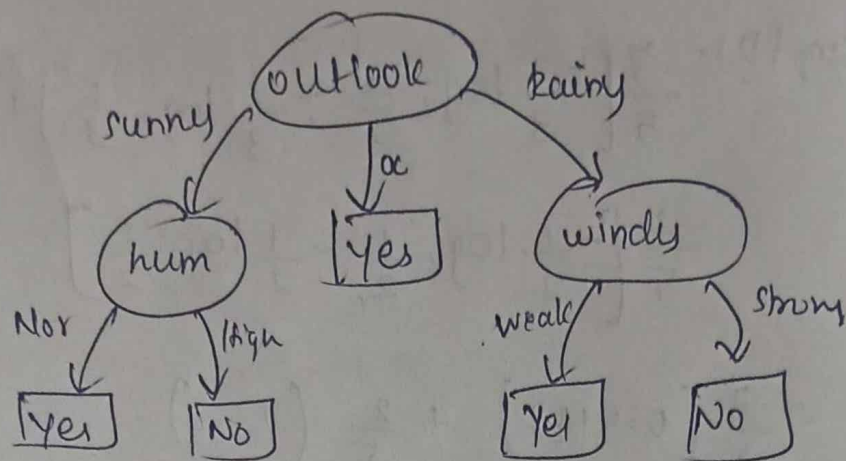 outlook
sunny
Rainy
oc
hum
Yes
windy
Nor
High
weak
Strong
Yes
No
Yes
No